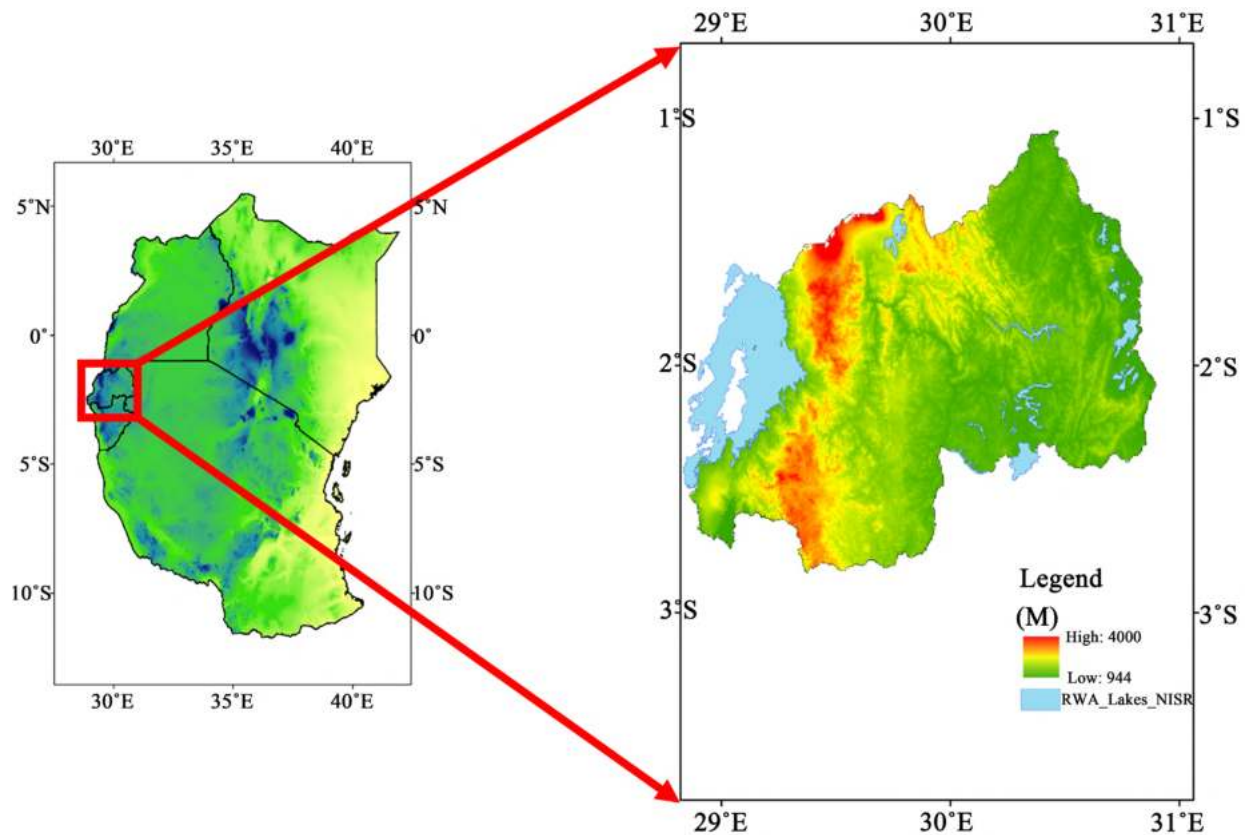 29˚E 30˚E 31˚E
1˚S 1˚S
30˚E 35˚E 40˚E
5˚N 5˚N
0˚ 0˚
2˚S 2˚S
5˚S 5˚S
10˚S 10˚S
30˚E 35˚E 40˚E
Legend
(M)
3˚S 3˚S
High: 4000
Low: 944
RWA_Lakes_NISR
29˚E 30˚E 31˚E